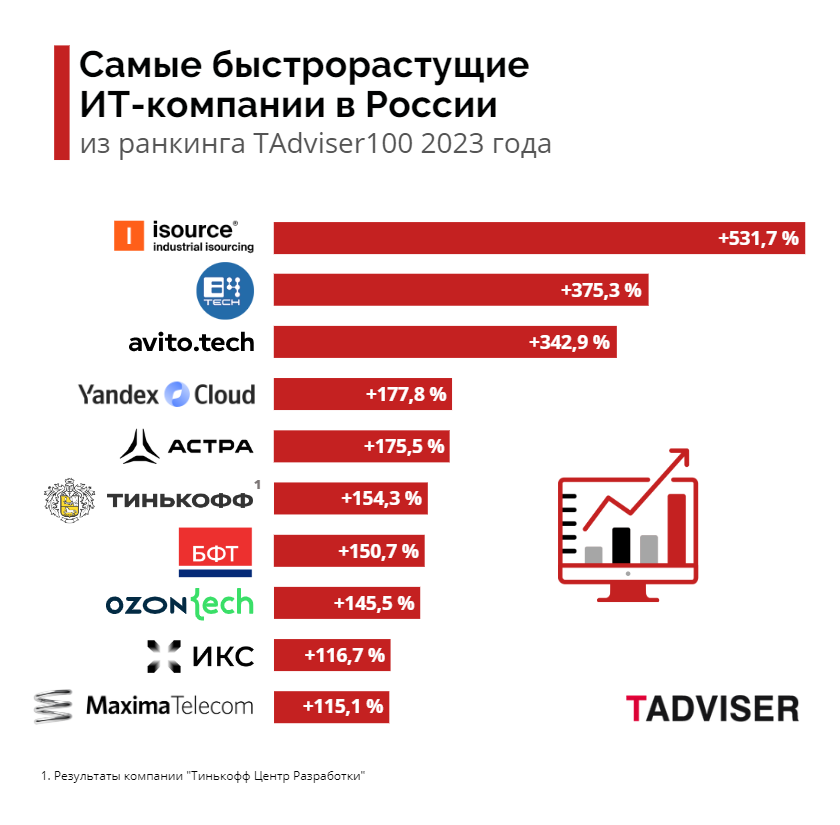 Самые быстрорастущие
ИТ-компании в России
из ранкинга TAdviser100 2023 года
isource®
industrial isourcing
+531,7 %
TECH
+375,3 %
avito.tech
+342,9 %
Yandex Cloud
+177,8 %
АСТРА
+175,5 %
ТИНЬКОФФ 1
+154,3 %
БФТ
+150,7 %
ozon{ech
+145,5 %
ИКС
+116,7 %
MaximaTelecom
+115,1 %
TADVISER
1. Результаты компании "Тинькофф Центр Разработки"